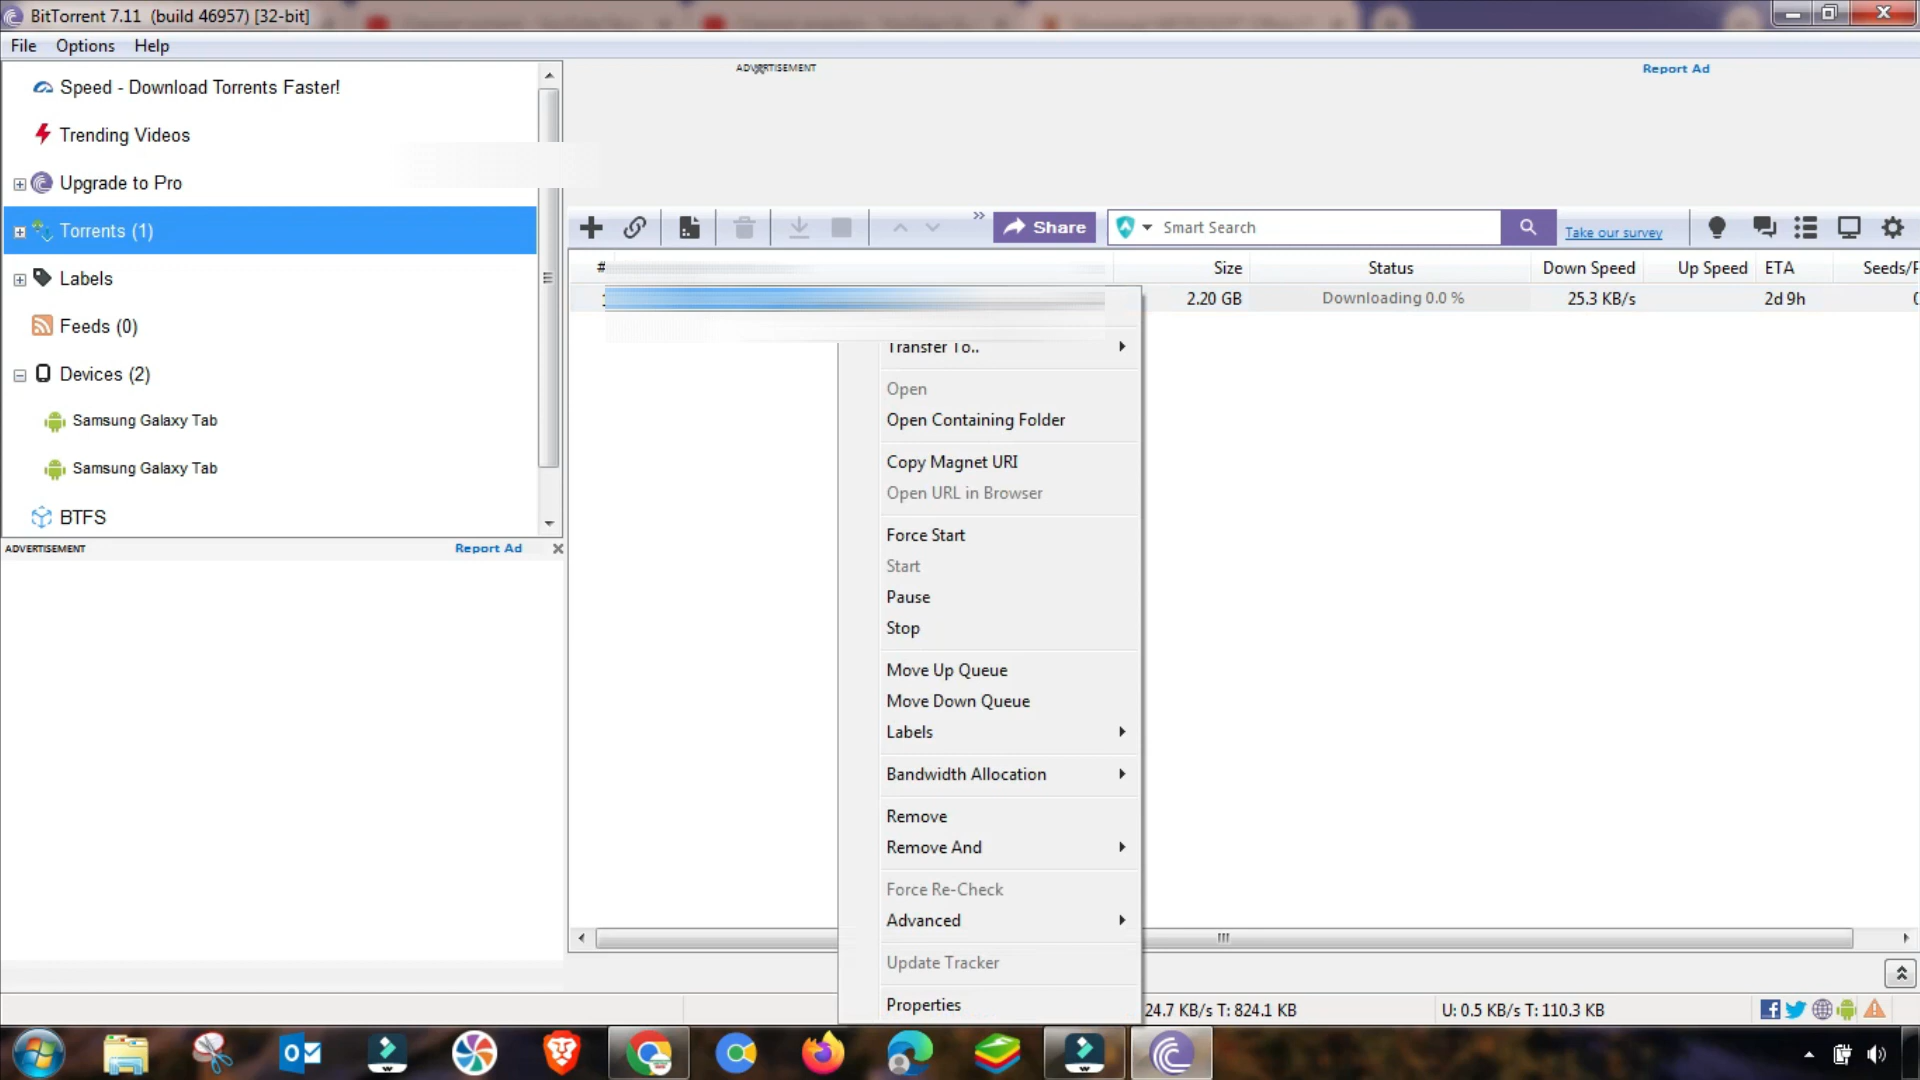 BitTorrent 7.11 (build 46957) [32-bit]
File Options Help
Speed - Download Torrents Faster!
Trending Videos
Upgrade to Pro
Torrents (1)
Labels
Feeds (0)
Devices (2)
Samsung Galaxy Tab
Samsung Galaxy Tab
BTFS
ADVERTISEMENT Report Ad
ADVERTISEMENT Report Ad
Share Smart Search Take our survey
# Size Status Down Speed Up Speed ETA
2.20 GB Downloading 0.0 % 25.3 KB/s 2d 9h
Transfer To..
Open
Open Containing Folder
Copy Magnet URI
Open URL in Browser
Force Start
Start
Pause
Stop
Move Up Queue
Move Down Queue
Labels
Bandwidth Allocation
Remove
Remove And
Force Re-Check
Advanced
Update Tracker
Properties
24.7 KB/s T: 824.1 KB U: 0.5 KB/s T: 110.3 KB